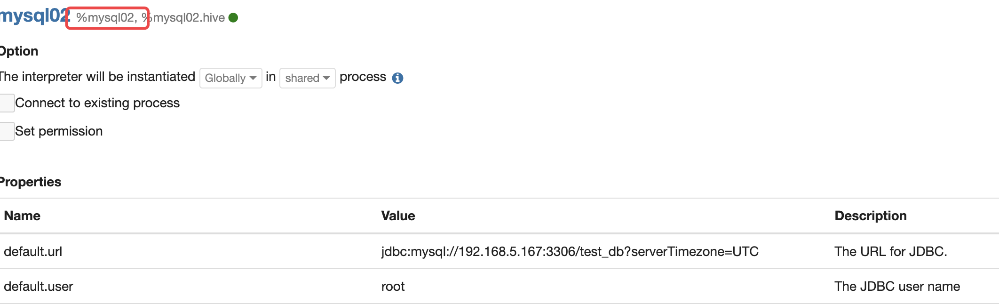 mysql02 %mysql02, %mysql02.hive
Option
The interpreter will be instantiated Globally in shared process
Connect to existing process
Set permission
Properties
Name Value Description
default.url jdbc:mysql://192.168.5.167:3306/test_db?serverTimezone=UTC The URL for JDBC.
default.user root The JDBC user name